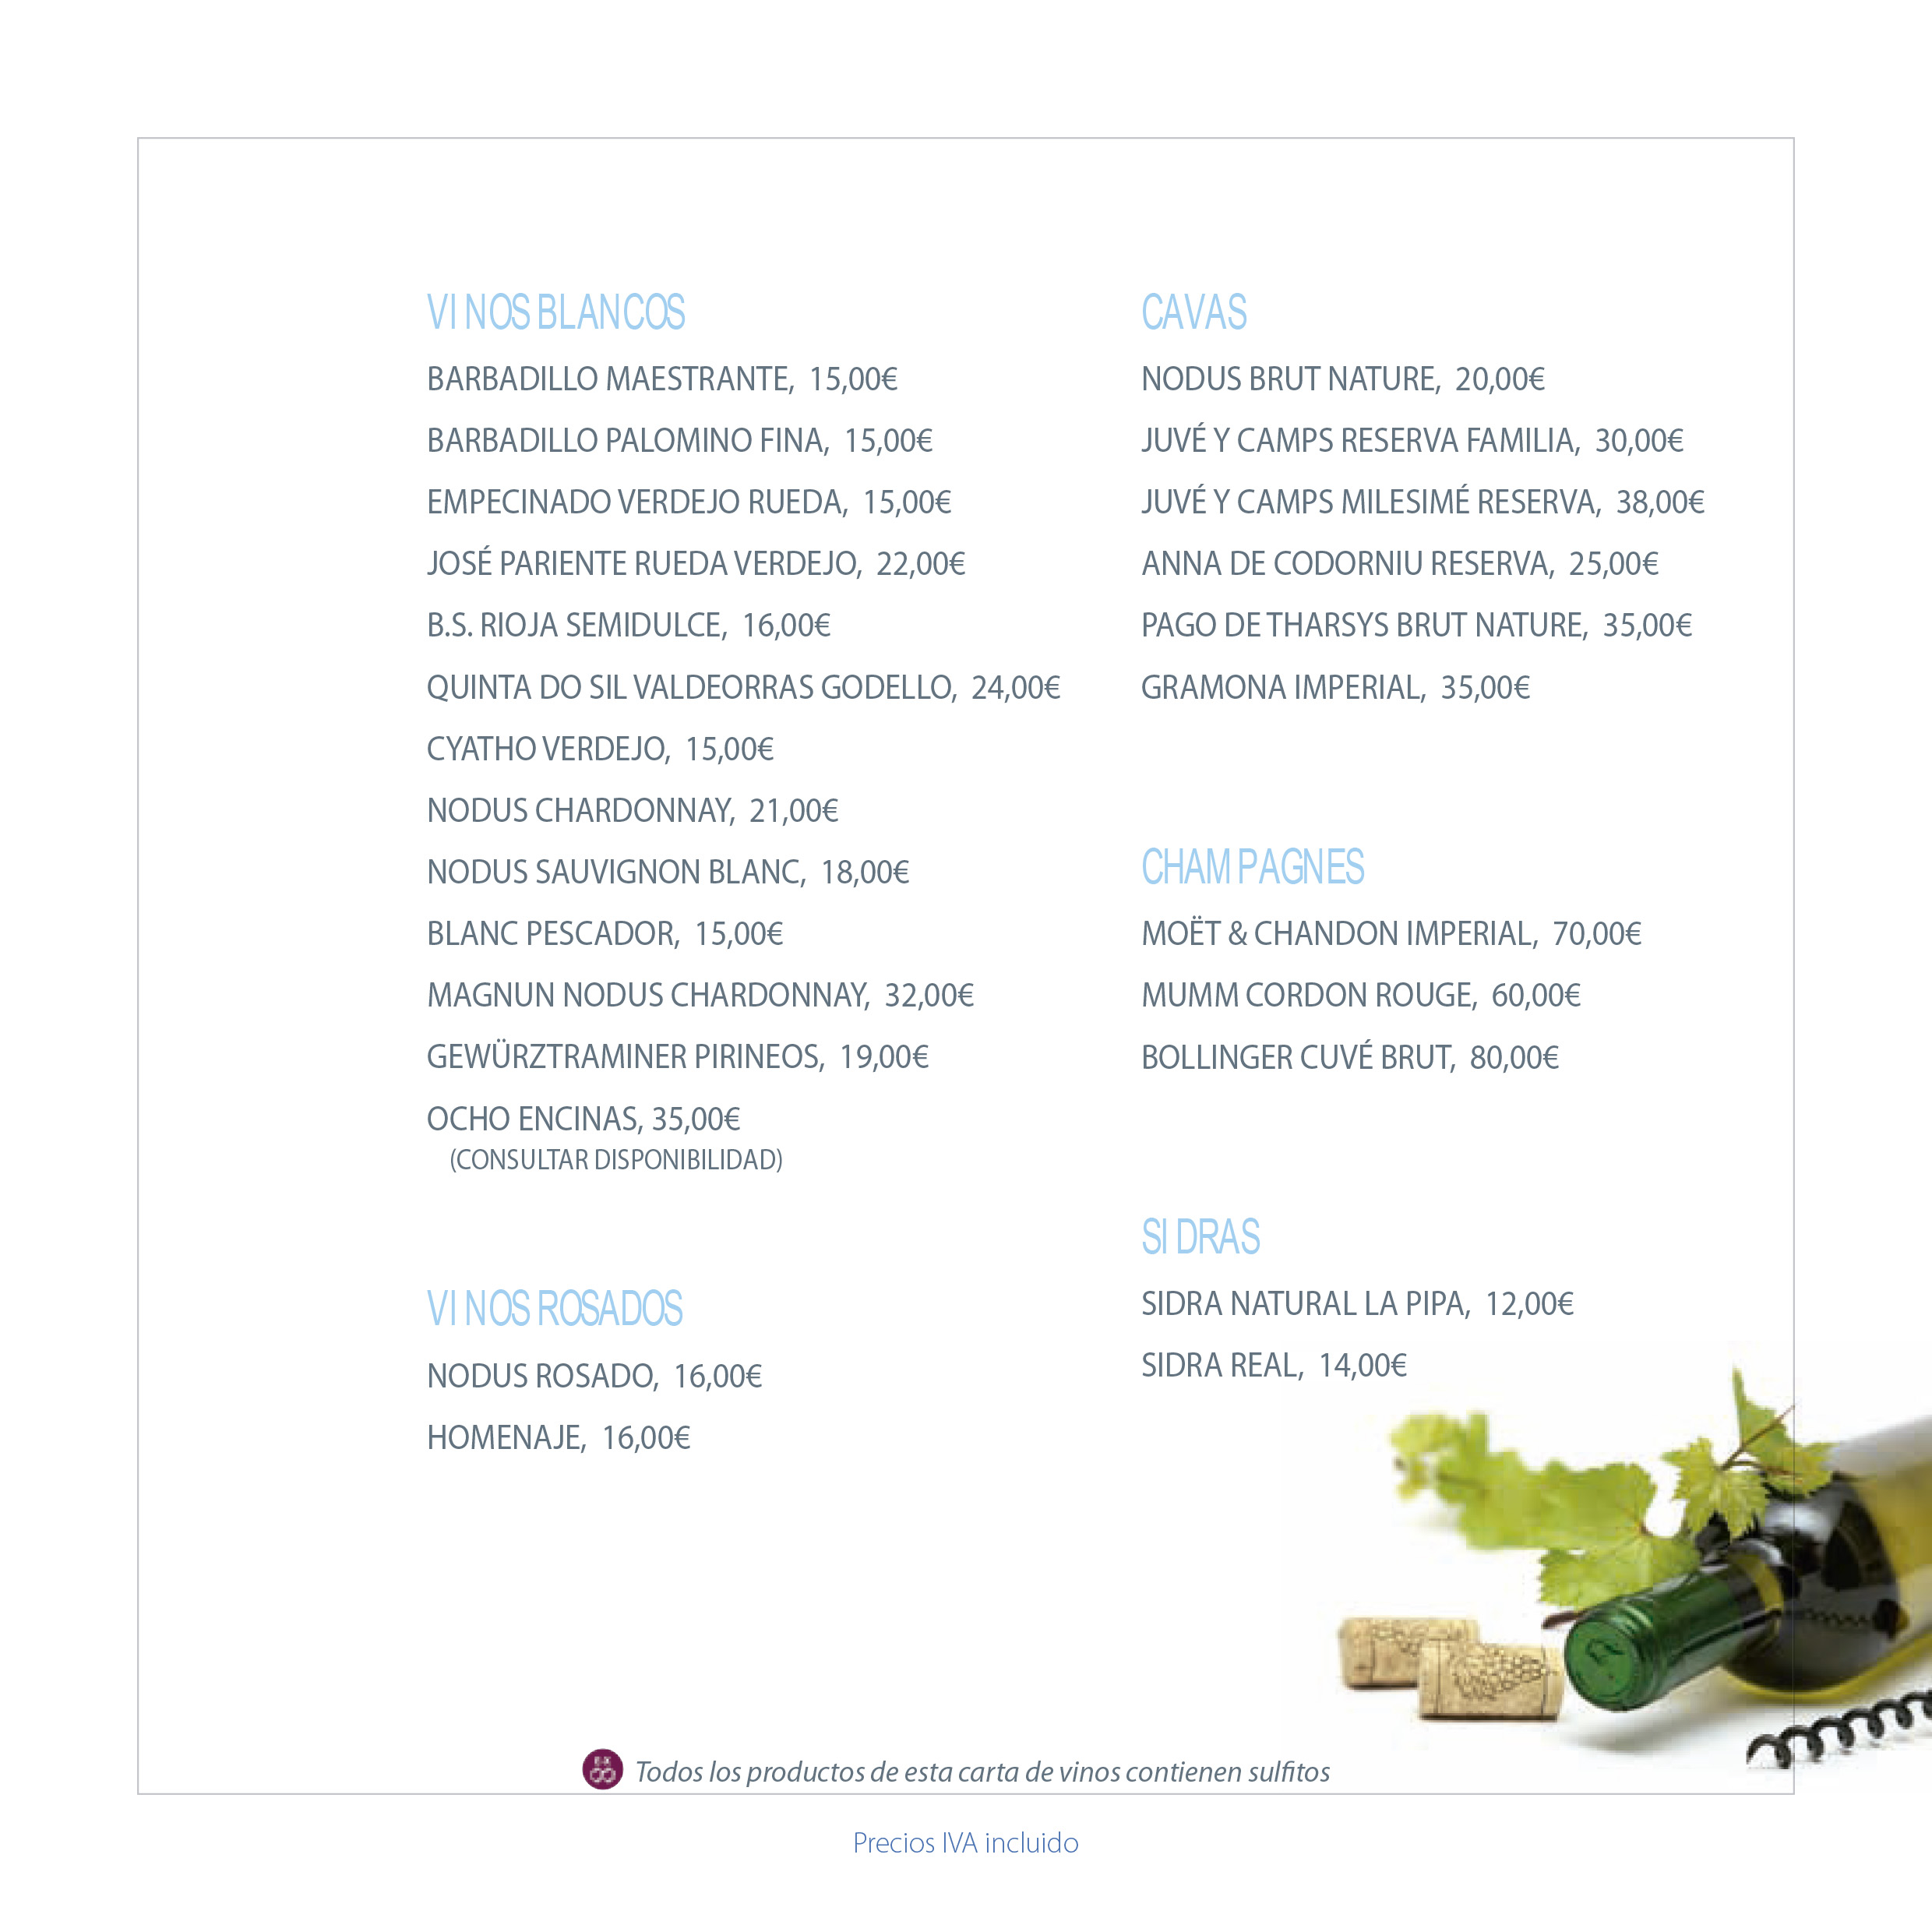 VINOS BLANCOS
BARBADILLO MAESTRANTE, 15,00€
BARBADILLO PALOMINO FINA, 15,00€
EMPECINADO VERDEJO RUEDA, 15,00€
JOSÉ PARIENTE RUEDA VERDEJO, 22,00€
B.S. RIOJA SEMIDULCE, 16,00€
QUINTA DO SIL VALDEORRAS GODELLO, 24,00€
CYATHO VERDEJO, 15,00€
NODUS CHARDONNAY, 21,00€
NODUS SAUVIGNON BLANC, 18,00€
BLANC PESCADOR, 15,00€
MAGNUN NODUS CHARDONNAY, 32,00€
GEWÜRZTRAMINER PIRINEOS, 19,00€
OCHO ENCINAS, 35,00€
(CONSULTAR DISPONIBILIDAD)
VINOS ROSADOS
NODUS ROSADO, 16,00€
HOMENAJE, 16,00€
CAVAS
NODUS BRUT NATURE, 20,00€
JUVÉ Y CAMPS RESERVA FAMILIA, 30,00€
JUVÉ Y CAMPS MILESIMÉ RESERVA, 38,00€
ANNA DE CODORNIU RESERVA, 25,00€
PAGO DE THARSYS BRUT NATURE, 35,00€
GRAMONA IMPERIAL, 35,00€
CHAMPAGNES
MOËT & CHANDON IMPERIAL, 70,00€
MUMM CORDON ROUGE, 60,00€
BOLLINGER CUVÉ BRUT, 80,00€
SIDRAS
SIDRA NATURAL LA PIPA, 12,00€
SIDRA REAL, 14,00€
Todos los productos de esta carta de vinos contienen sulfitos
Precios IVA incluido